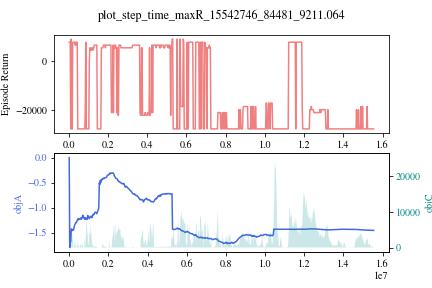 plot_step_time_maxR_15542746_84481_9211.064
Episode Return
0
−20000
0.0 0.2 0.4 0.6 0.8 1.0 1.2 1.4 1.6
objA
0.0
−0.5
−1.0
−1.5
20000
10000
0
objC
0.0 0.2 0.4 0.6 0.8 1.0 1.2 1.4 1.6
1e7